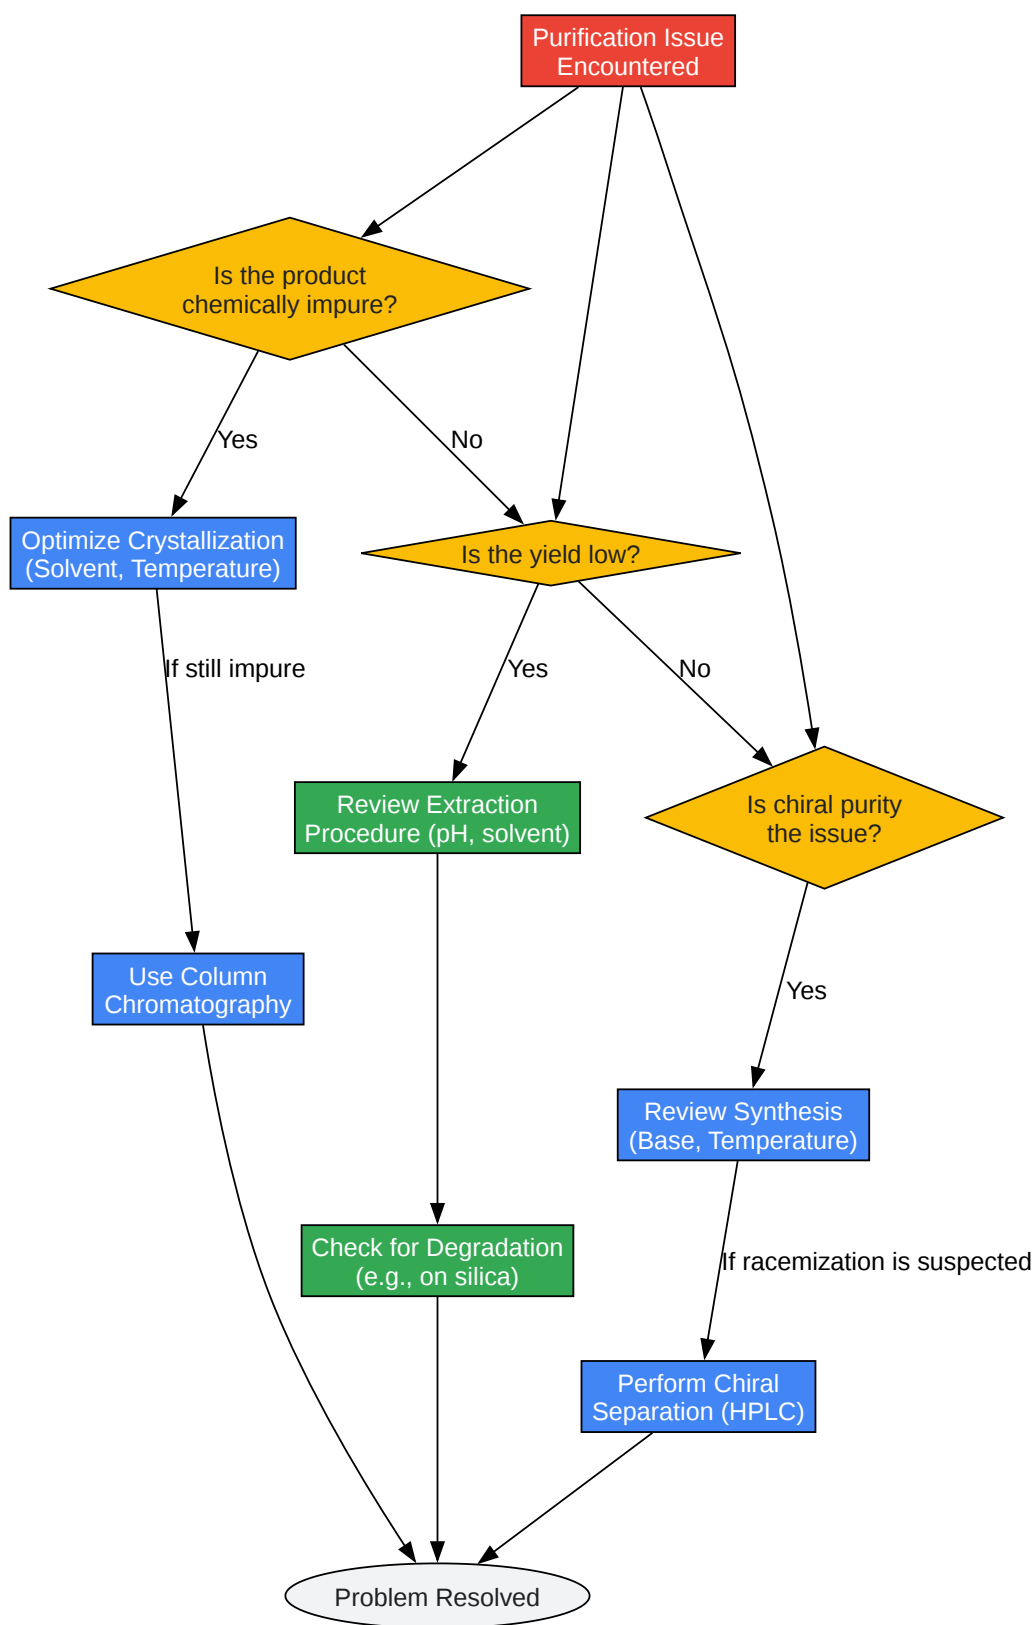 Purification Issue
Encountered
Is the product
chemically impure?
Yes
No
Optimize Crystallization
(Solvent, Temperature)
Is the yield low?
If still impure
Yes
No
Review Extraction
Procedure (pH, solvent)
Is chiral purity
the issue?
Use Column
Chromatography
Yes
Review Synthesis
(Base, Temperature)
Check for Degradation
(e.g., on silica)
If racemization is suspected
Perform Chiral
Separation (HPLC)
Problem Resolved